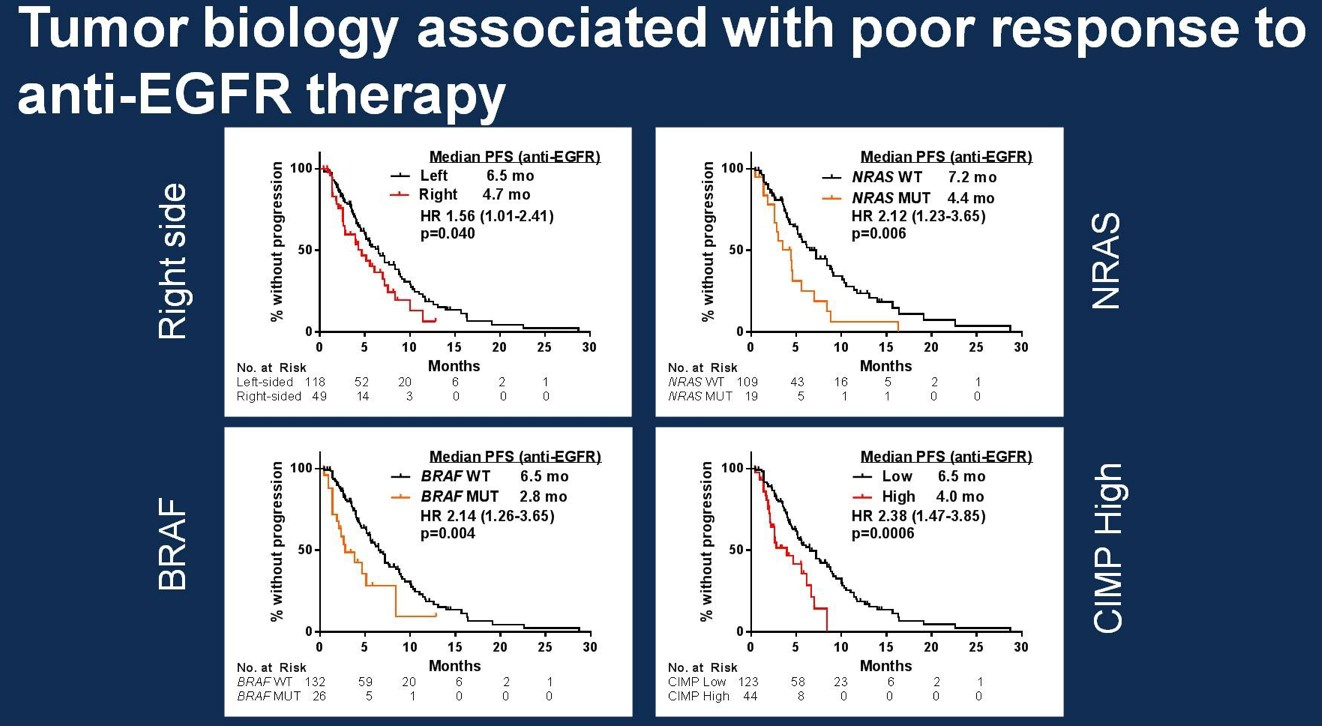 Tumor biology associated with poor response to
anti-EGFR therapy
Right side
Median PFS (anti-EGFR)
Left 6.5 mo
Right 4.7 mo
HR 1.56 (1.01-2.41)
p=0.040
% without progression
100
50
0
0 5 10 15 20 25 30
Months
No. at Risk
Left-sided 118 52 20 6 2 1
Right-sided 49 14 3 0 0 0
NRAS
Median PFS (anti-EGFR)
NRAS WT 7.2 mo
NRAS MUT 4.4 mo
HR 2.12 (1.23-3.65)
p=0.006
% without progression
100
50
0
0 5 10 15 20 25 30
Months
No. at Risk
NRAS WT 109 43 16 5 2 1
NRAS MUT 19 5 1 1 0 0
BRAF
Median PFS (anti-EGFR)
BRAF WT 6.5 mo
BRAF MUT 2.8 mo
HR 2.14 (1.26-3.65)
p=0.004
% without progression
100
50
0
0 5 10 15 20 25 30
Months
No. at Risk
BRAF WT 132 59 20 6 2 1
BRAF MUT 26 5 1 0 0 0
CIMP High
Median PFS (anti-EGFR)
Low 6.5 mo
High 4.0 mo
HR 2.38 (1.47-3.85)
p=0.0006
% without progression
100
50
0
0 5 10 15 20 25 30
Months
No. at Risk
CIMP Low 123 58 23 6 2 1
CIMP High 44 8 0 0 0 0